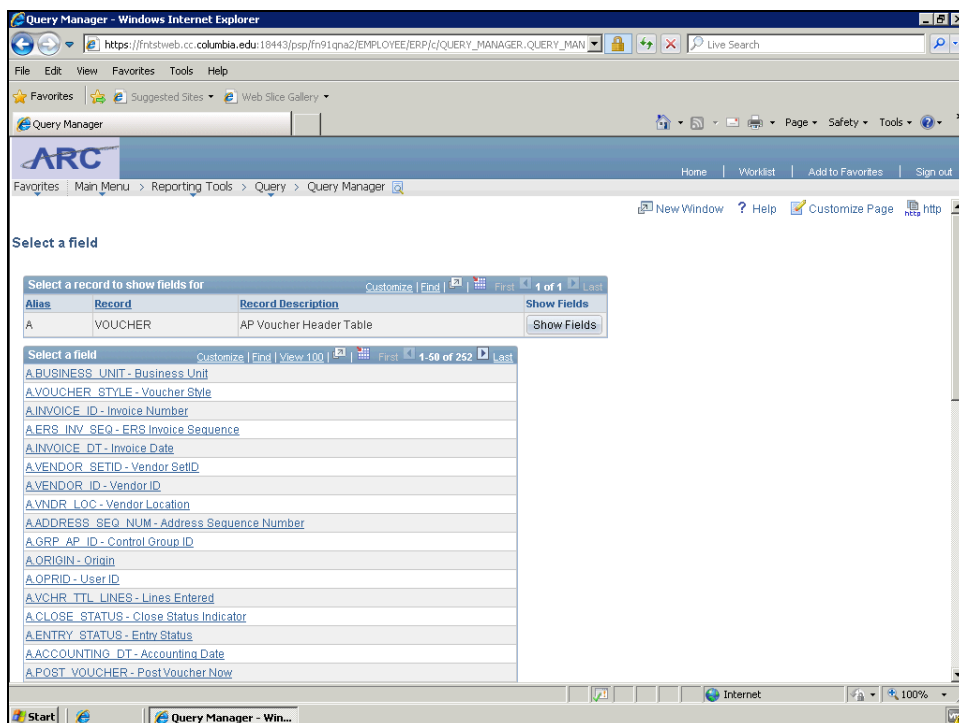 Query Manager - Windows Internet Explorer
https://fntstweb.cc.columbia.edu:18443/psp/fn91qna2/EMPLOYEE/ERP/c/QUERY_MANAGER.QUERY_MAN
Live Search
File Edit View Favorites Tools Help
Favorites Suggested Sites Web Slice Gallery
Query Manager Page Safety Tools
ARC
Home | Worklist | Add to Favorites | Sign out
Favorites Main Menu > Reporting Tools > Query > Query Manager
New Window ? Help Customize Page http
Select a field
Select a record to show fields for Customize | Find | First 1 of 1 Last
Alias Record Record Description Show Fields
A VOUCHER AP Voucher Header Table Show Fields
Select a field Customize | Find | View 100 | First 1-50 of 252 Last
A.BUSINESS_UNIT - Business Unit
A.VOUCHER_STYLE - Voucher Style
A.INVOICE_ID - Invoice Number
A.ERS_INV_SEQ - ERS Invoice Sequence
A.INVOICE_DT - Invoice Date
A.VENDOR_SETID - Vendor SetID
A.VENDOR_ID - Vendor ID
A.VNDR_LOC - Vendor Location
A.ADDRESS_SEQ_NUM - Address Sequence Number
A.GRP_AP_ID - Control Group ID
A.ORIGIN - Origin
A.OPRID - User ID
A.VCHR_TTL_LINES - Lines Entered
A.CLOSE_STATUS - Close Status Indicator
A.ENTRY_STATUS - Entry Status
A.ACCOUNTING_DT - Accounting Date
A.POST_VOUCHER - Post Voucher Now
Internet 100%
Start Query Manager - Win...